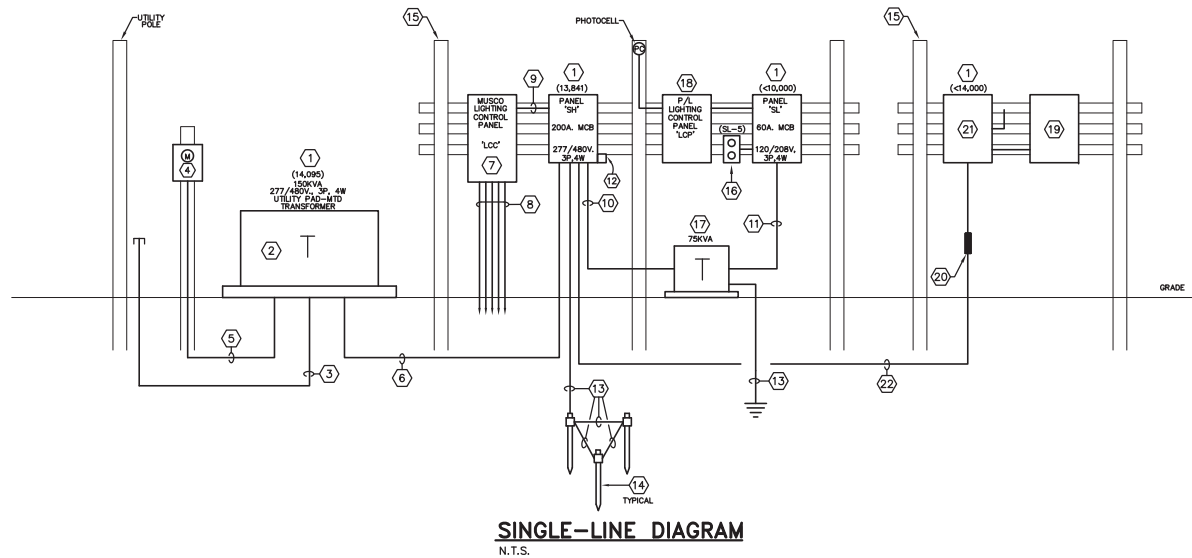 UTILITY
POLE
15
PHOTOCELL
PC
15
1
(14,095)
150KVA
277/480V., 3P, 4W
UTILITY PAD-MTD
TRANSFORMER
2
T
M
4
5
3
6
MUSCO
LIGHTING
CONTROL
PANEL
'LCC'
7
8
9
1
(13,841)
PANEL
'SH'
200A. MCB
277/480V.
3P,4W
12
10
18
P/L
LIGHTING
CONTROL
PANEL
'LCP'
(SL-5)
16
1
(<10,000)
PANEL
'SL'
60A. MCB
120/208V,
3P,4W
11
17
75KVA
T
13
13
14
TYPICAL
1
(<14,000)
21
19
20
22
GRADE
SINGLE-LINE DIAGRAM
N.T.S.